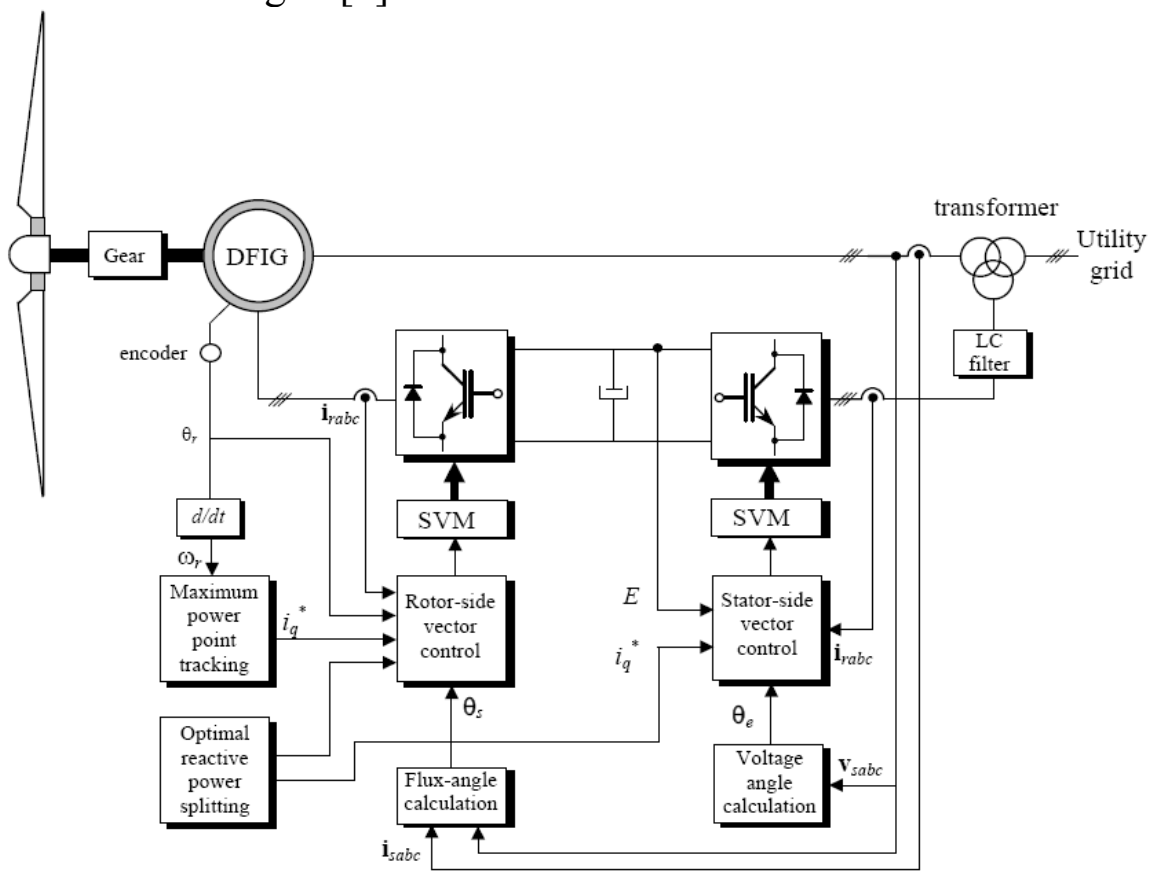 transformer
Utility
grid
Gear
DFIG
encoder
LC
filter
i_rabc
θ_r
d/dt
SVM
SVM
ω_r
Maximum
power
point
tracking
i_q^*
Rotor-side
vector
control
E
i_q^*
Stator-side
vector
control
i_rabc
θ_s
θ_e
Optimal
reactive
power
splitting
Flux-angle
calculation
Voltage
angle
calculation
v_sabc
i_sabc